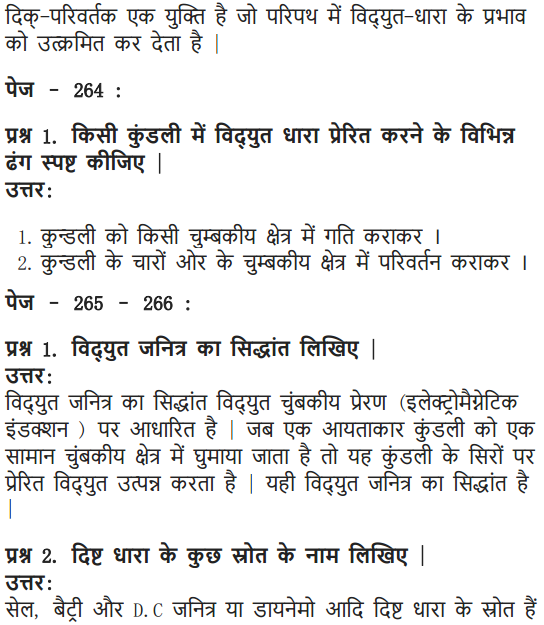 दिक्-परिवर्तक एक युक्ति है जो परिपथ में विद्युत-धारा के प्रभाव
को उत्क्रमित कर देता है |
पेज - 264 :
प्रश्न 1. किसी कुंडली में विद्युत धारा प्रेरित करने के विभिन्न
ढंग स्पष्ट कीजिए |
उत्तर:
1. कुन्डली को किसी चुम्बकीय क्षेत्र में गति कराकर ।
2. कुन्डली के चारों ओर के चुम्बकीय क्षेत्र में परिवर्तन कराकर ।
पेज - 265 - 266 :
प्रश्न 1. विद्युत जनित्र का सिद्धांत लिखिए |
उत्तर:
विद्युत जनित्र का सिद्धांत विद्युत चुंबकीय प्रेरण (इलेक्ट्रोमैग्नेटिक
इंडक्शन ) पर आधारित है | जब एक आयताकार कुंडली को एक
सामान चुंबकीय क्षेत्र में घुमाया जाता है तो यह कुंडली के सिरों पर
प्रेरित विद्युत उत्पन्न करता है | यही विद्युत जनित्र का सिद्धांत है
|
प्रश्न 2. दिष्ट धारा के कुछ स्रोत के नाम लिखिए |
उत्तर:
सेल, बैट्री और D.C जनित्र या डायनेमो आदि दिष्ट धारा के स्रोत हैं